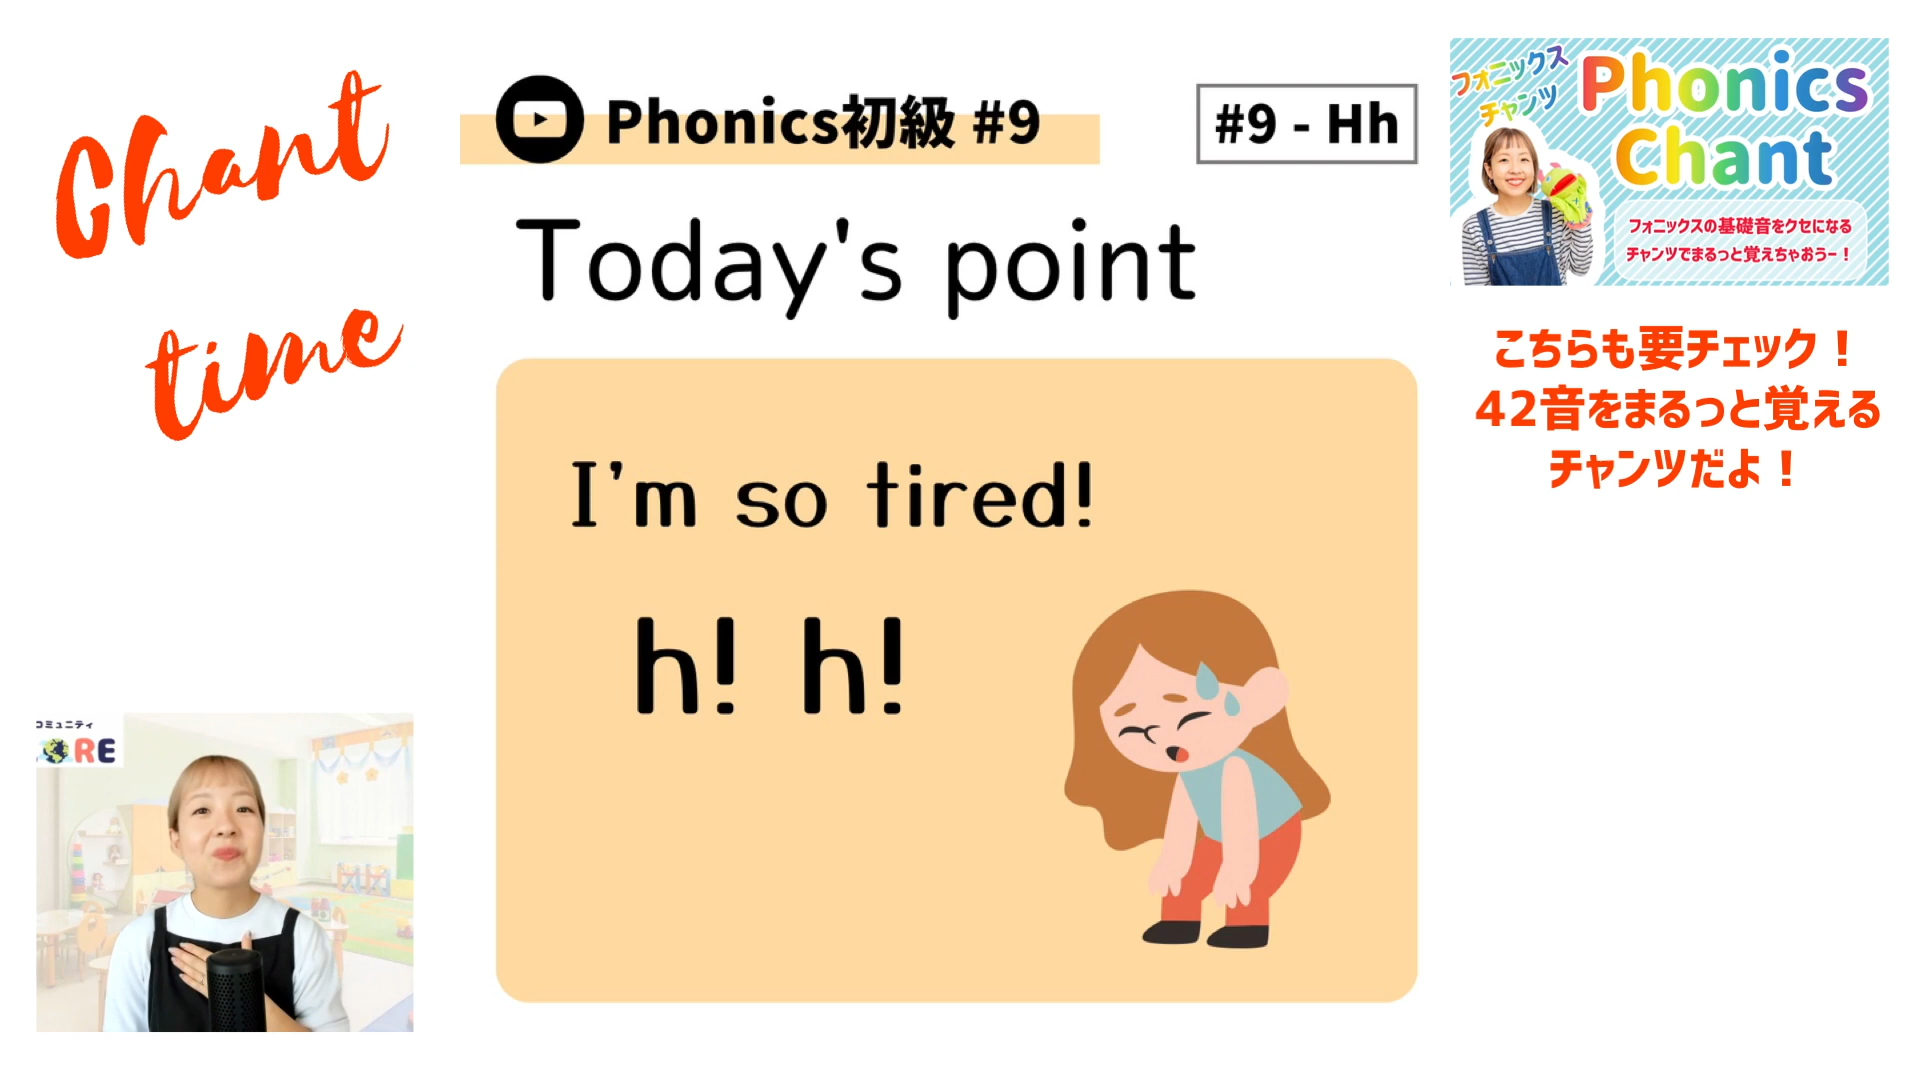 Chant
time
Phonics初級 #9
#9 - Hh
Today's point
I'm so tired!
h! h!
フォニックス
チャンツ
Phonics
Chant
フォニックスの基礎音をクセになる
チャンツでまるっと覚えちゃおうー！
こちらも要チェック！
42音をまるっと覚える
チャンツだよ！
コミュニティ
ORE